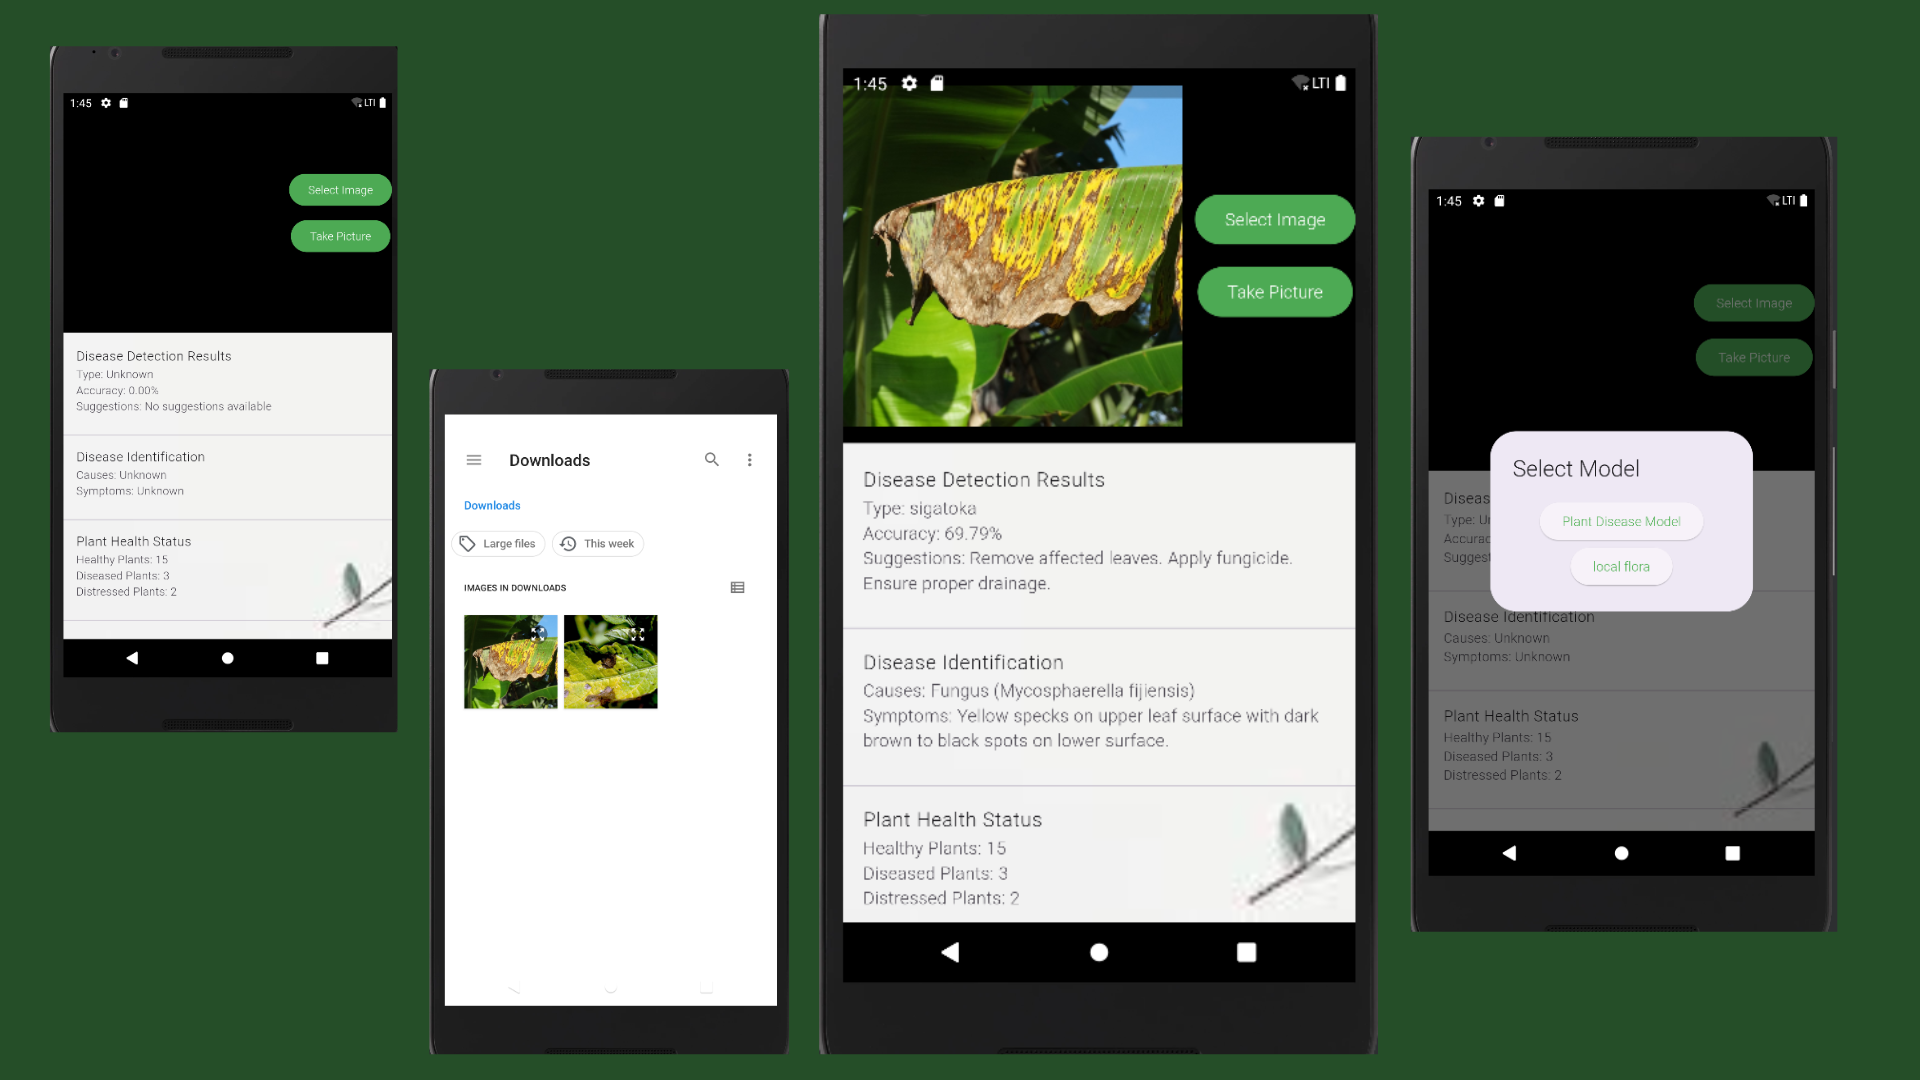 1:45
LTI
Select Image
Take Picture
Disease Detection Results
Type: Unknown
Accuracy: 0.00%
Suggestions: No suggestions available
Disease Identification
Causes: Unknown
Symptoms: Unknown
Plant Health Status
Healthy Plants: 15
Diseased Plants: 3
Distressed Plants: 2
Downloads
Downloads
Large files
This week
IMAGES IN DOWNLOADS
1:45
LTI
Select Image
Take Picture
Disease Detection Results
Type: sigatoka
Accuracy: 69.79%
Suggestions: Remove affected leaves. Apply fungicide.
Ensure proper drainage.
Disease Identification
Causes: Fungus (Mycosphaerella fijiensis)
Symptoms: Yellow specks on upper leaf surface with dark
brown to black spots on lower surface.
Plant Health Status
Healthy Plants: 15
Diseased Plants: 3
Distressed Plants: 2
1:45
LTI
Select Image
Take Picture
Select Model
Plant Disease Model
local flora
Diseas
Type: U
Accurac
Suggest
Disease Identification
Causes: Unknown
Symptoms: Unknown
Plant Health Status
Healthy Plants: 15
Diseased Plants: 3
Distressed Plants: 2